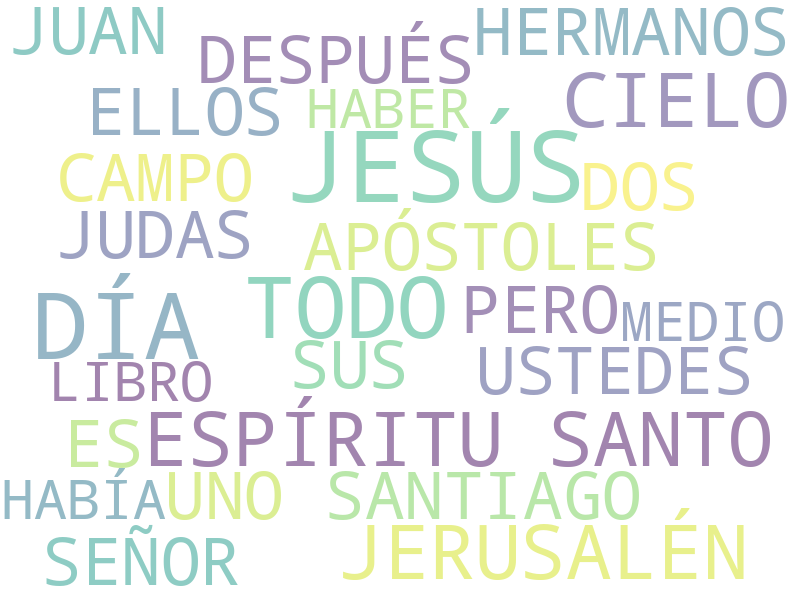 JUAN
DESPUÉS
HERMANOS
ELLOS
HABER
CIELO
CAMPO
JESÚS
DOS
JUDAS
APÓSTOLES
DÍA
TODO
PERO
MEDIO
LIBRO
SUS
USTEDES
ES
ESPÍRITU SANTO
HABÍA
UNO
SANTIAGO
SEÑOR
JERUSALÉN